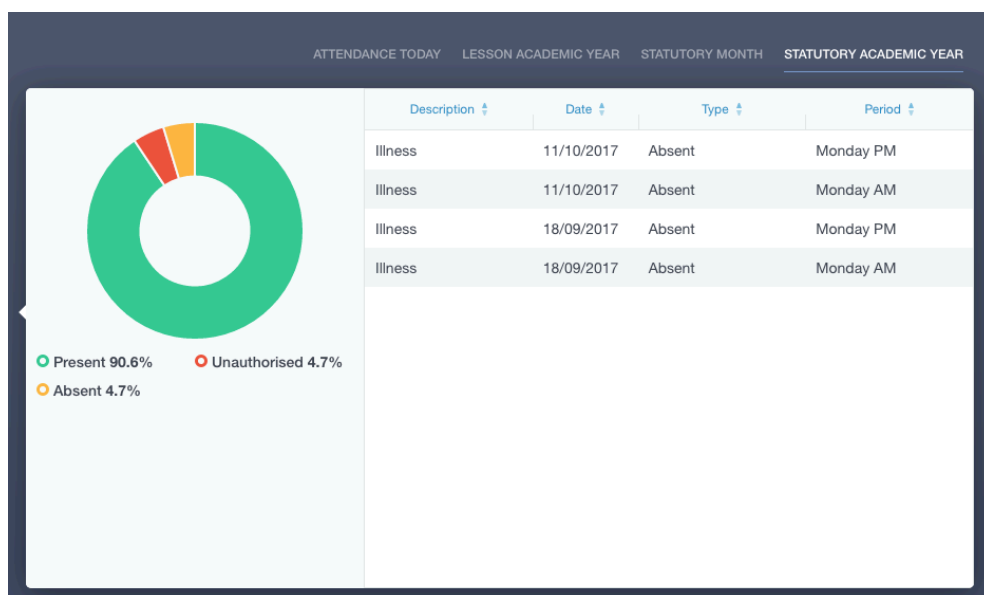 ATTENDANCE TODAY LESSON ACADEMIC YEAR STATUTORY MONTH STATUTORY ACADEMIC YEAR
Description Date Type Period
Illness 11/10/2017 Absent Monday PM
Illness 11/10/2017 Absent Monday AM
Illness 18/09/2017 Absent Monday PM
Illness 18/09/2017 Absent Monday AM
Present 90.6% Unauthorised 4.7%
Absent 4.7%